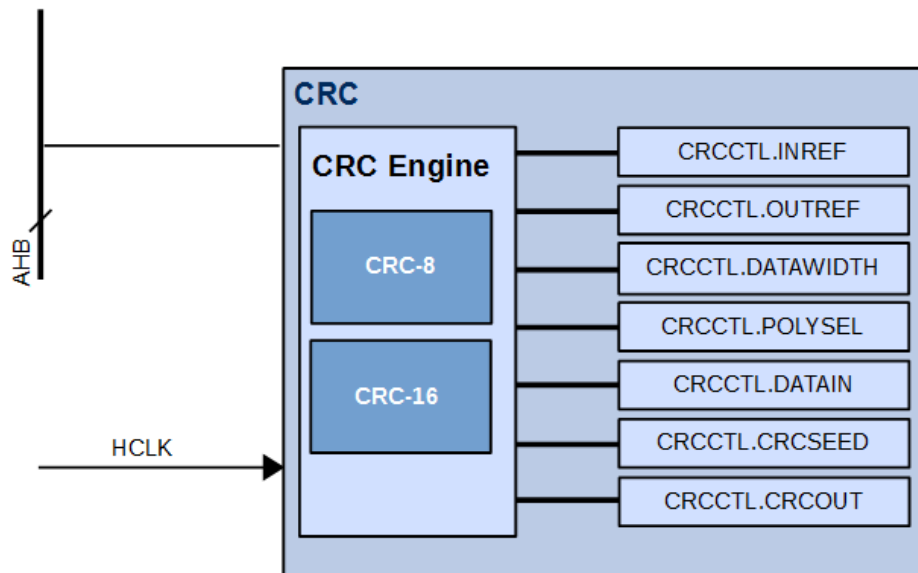 CRC
CRC Engine
CRC-8
CRC-16
CRCCTL.INREF
CRCCTL.OUTREF
CRCCTL.DATAWIDTH
CRCCTL.POLYSEL
CRCCTL.DATAIN
CRCCTL.CRCSEED
CRCCTL.CRCOUT
AHB
HCLK